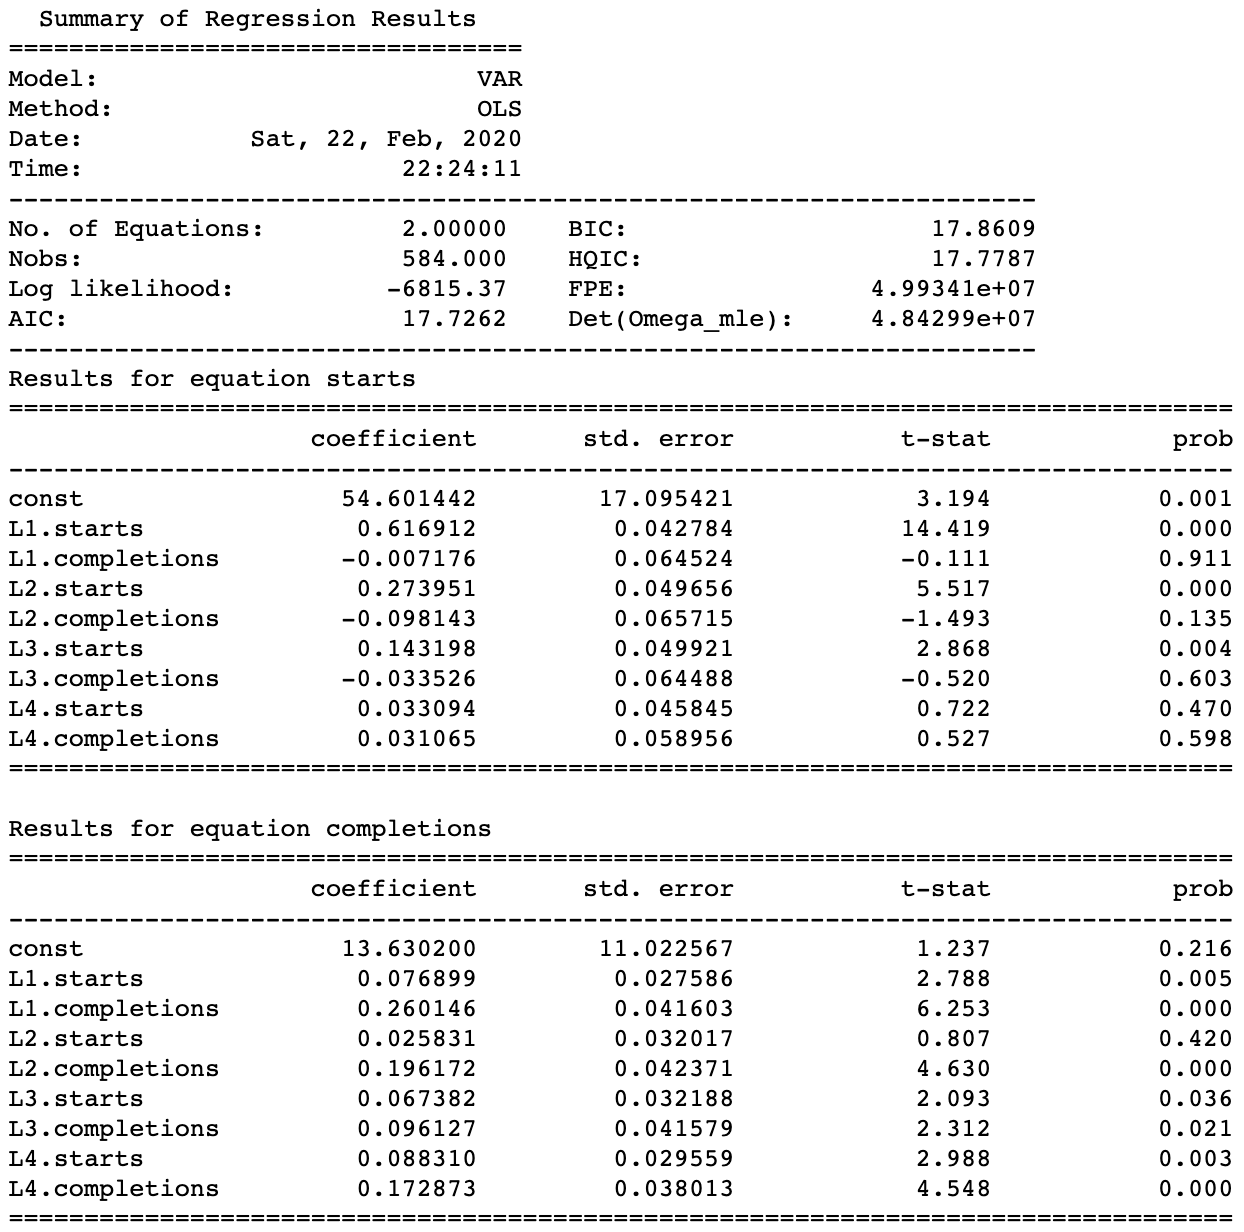 Summary of Regression Results
==================================
Model:                         VAR
Method:                        OLS
Date:           Sat, 22, Feb, 2020
Time:                     22:24:11
--------------------------------------------------------------------
No. of Equations:         2.00000    BIC:                    17.8609
Nobs:                     584.000    HQIC:                   17.7787
Log likelihood:          -6815.37    FPE:                4.99341e+07
AIC:                      17.7262    Det(Omega_mle):     4.84299e+07
--------------------------------------------------------------------
Results for equation starts
=================================================================================
                    coefficient       std. error           t-stat            prob
---------------------------------------------------------------------------------
const                 54.601442        17.095421            3.194           0.001
L1.starts              0.616912         0.042784           14.419           0.000
L1.completions        -0.007176         0.064524           -0.111           0.911
L2.starts              0.273951         0.049656            5.517           0.000
L2.completions        -0.098143         0.065715           -1.493           0.135
L3.starts              0.143198         0.049921            2.868           0.004
L3.completions        -0.033526         0.064488           -0.520           0.603
L4.starts              0.033094         0.045845            0.722           0.470
L4.completions         0.031065         0.058956            0.527           0.598
=================================================================================

Results for equation completions
=================================================================================
                    coefficient       std. error           t-stat            prob
---------------------------------------------------------------------------------
const                 13.630200        11.022567            1.237           0.216
L1.starts              0.076899         0.027586            2.788           0.005
L1.completions         0.260146         0.041603            6.253           0.000
L2.starts              0.025831         0.032017            0.807           0.420
L2.completions         0.196172         0.042371            4.630           0.000
L3.starts              0.067382         0.032188            2.093           0.036
L3.completions         0.096127         0.041579            2.312           0.021
L4.starts              0.088310         0.029559            2.988           0.003
L4.completions         0.172873         0.038013            4.548           0.000
=================================================================================